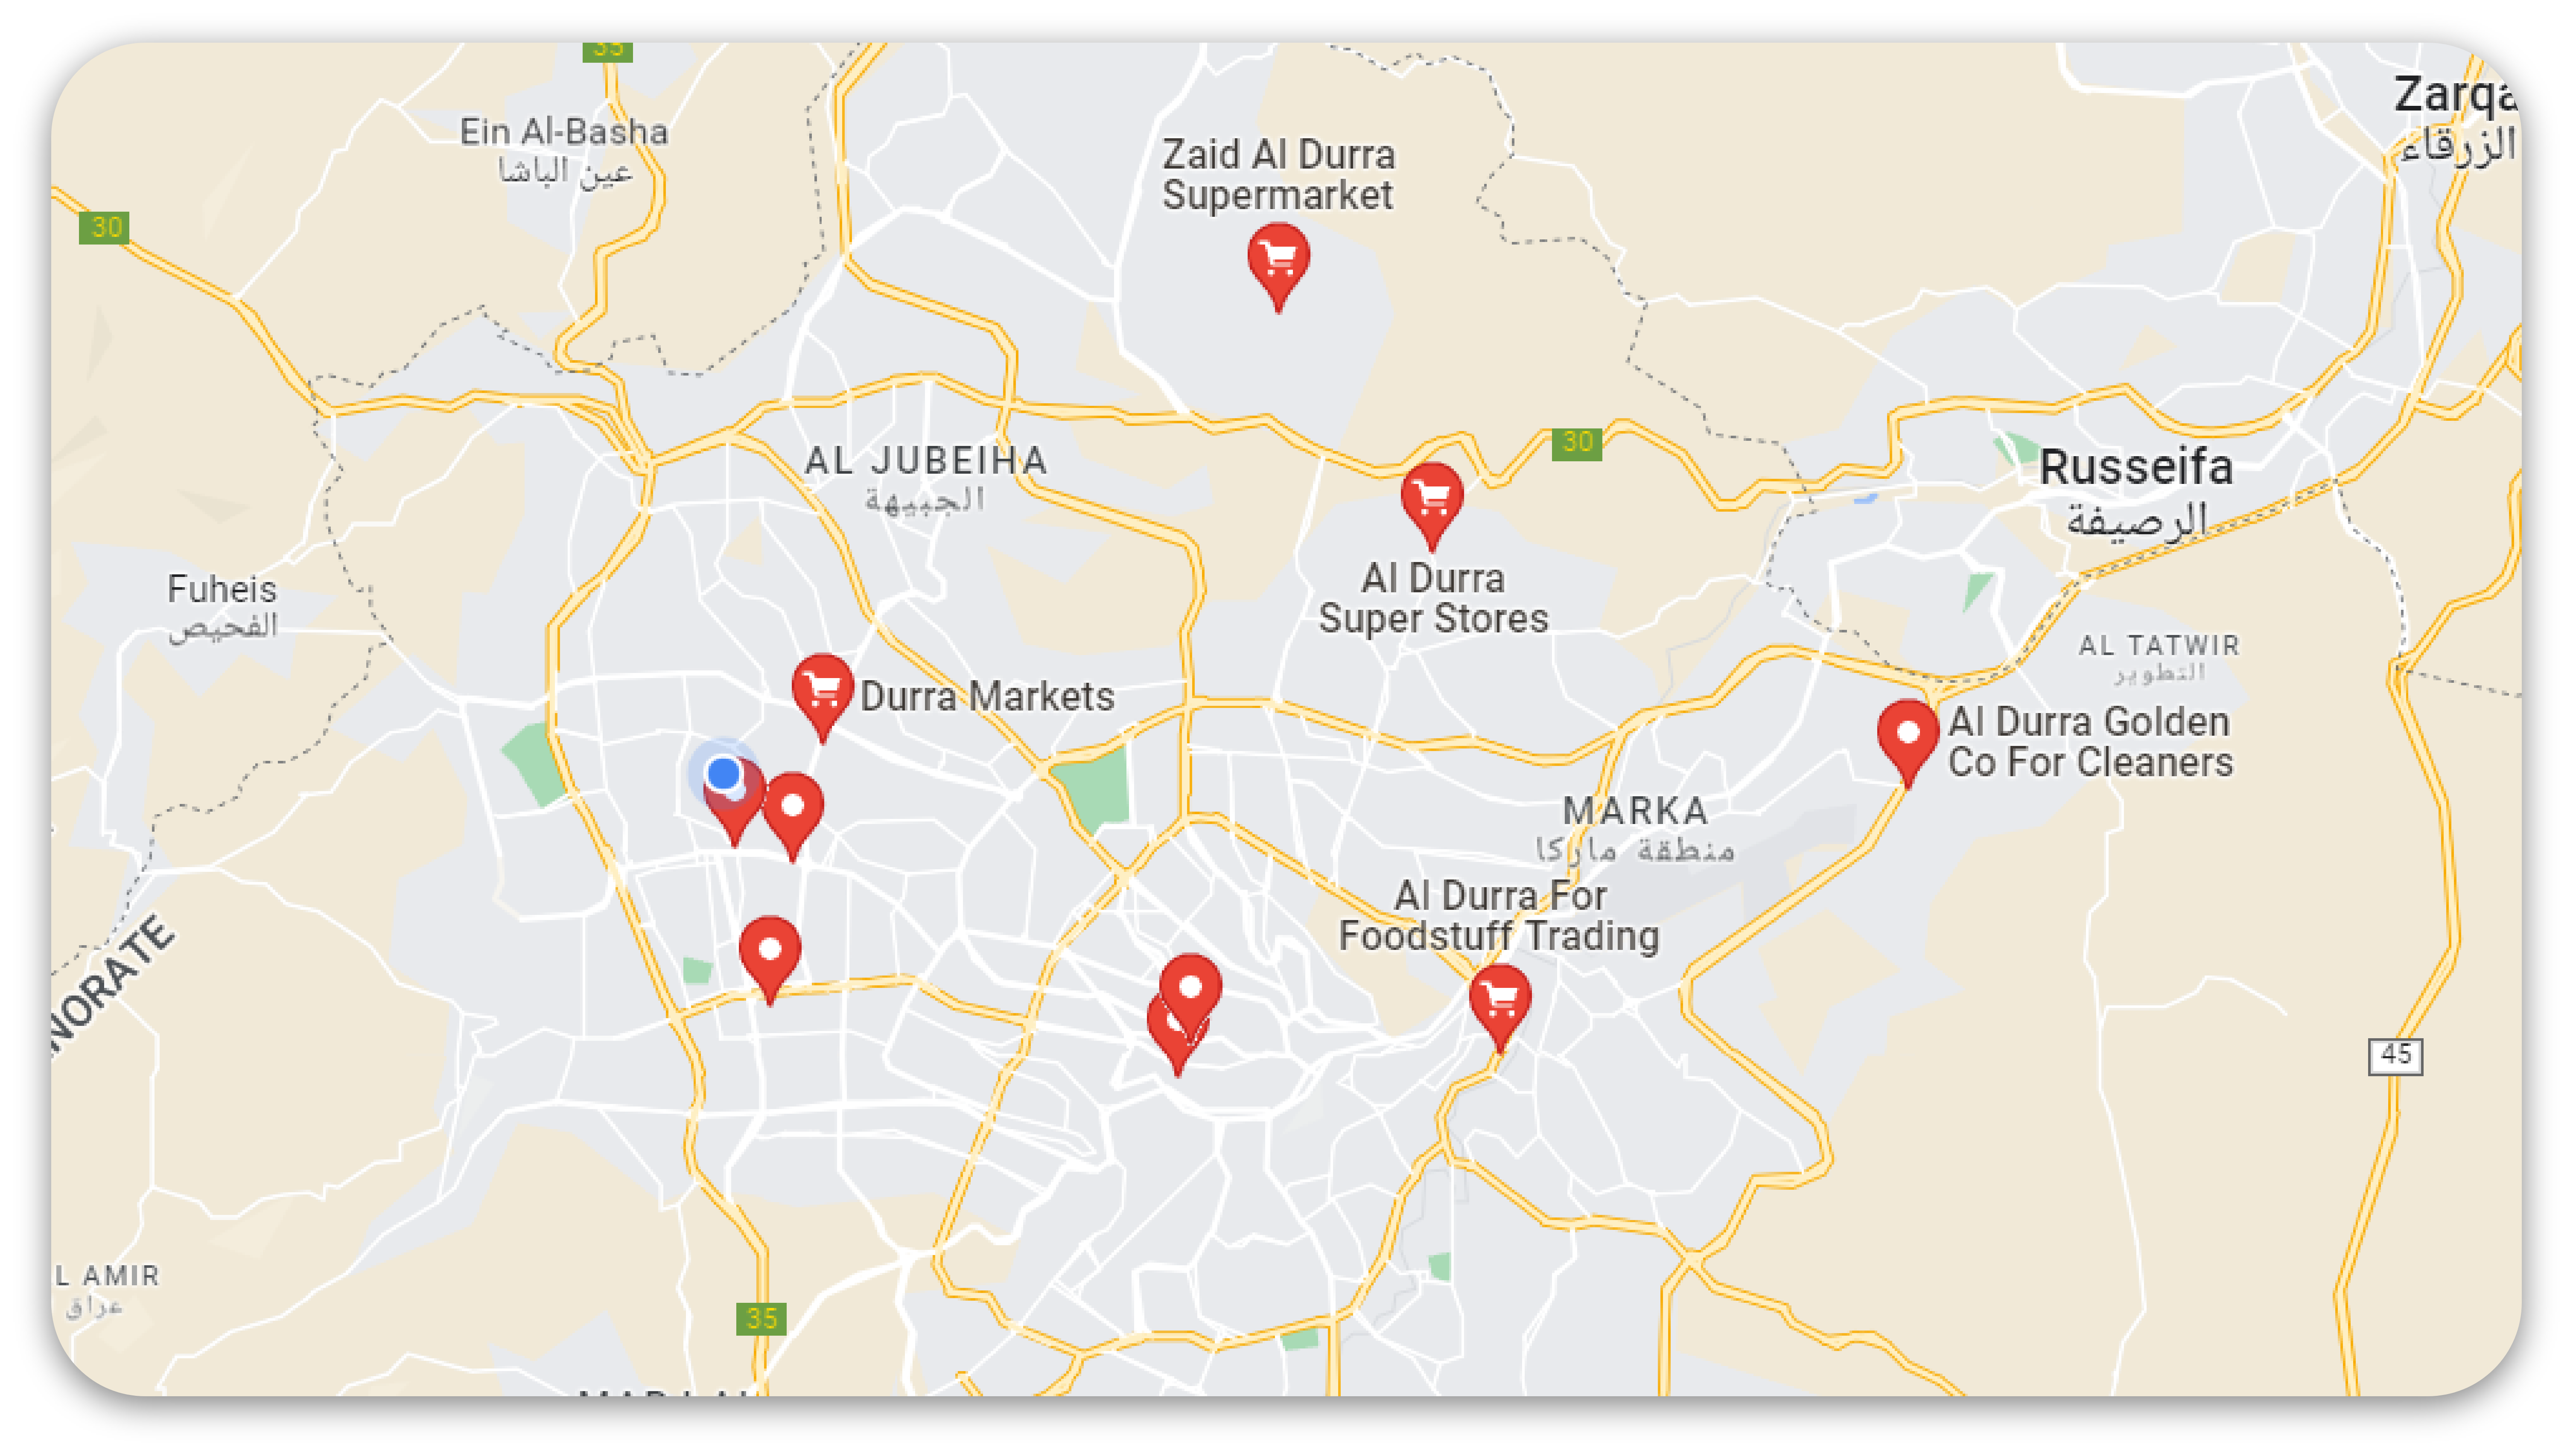 35
Zarqa
الزرقاء
Ein Al-Basha
عين الباشا
Zaid Al Durra
Supermarket
30
AL JUBEIHA
الجبيهة
30
Russeifa
الرصيفة
Al Durra
Super Stores
Fuheis
الفحيص
AL TATWIR
التطوير
Durra Markets
Al Durra Golden
Co For Cleaners
MARKA
منطقة ماركا
Al Durra For
Foodstuff Trading
NORATE
45
L AMIR
عراق
35